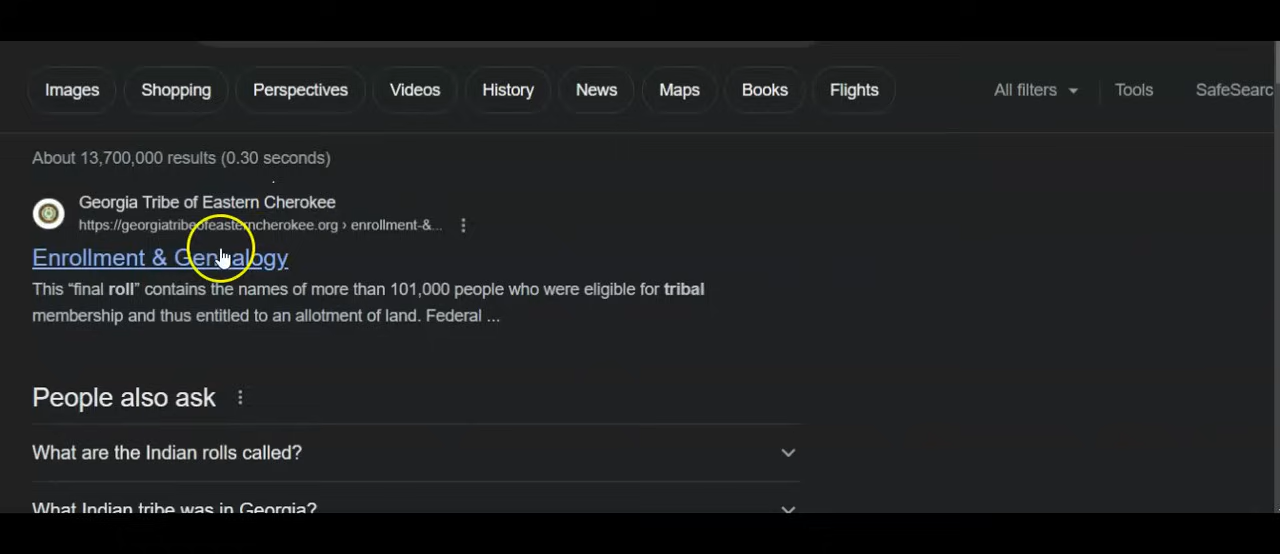 Images Shopping Perspectives Videos History News Maps Books Flights All filters Tools SafeSearc
About 13,700,000 results (0.30 seconds)
Georgia Tribe of Eastern Cherokee
https://georgiatribeofeasterncherokee.org › enrollment-&...
Enrollment & Genealogy
This “final roll” contains the names of more than 101,000 people who were eligible for tribal
membership and thus entitled to an allotment of land. Federal ...
People also ask
What are the Indian rolls called?
What Indian tribe was in Georgia?